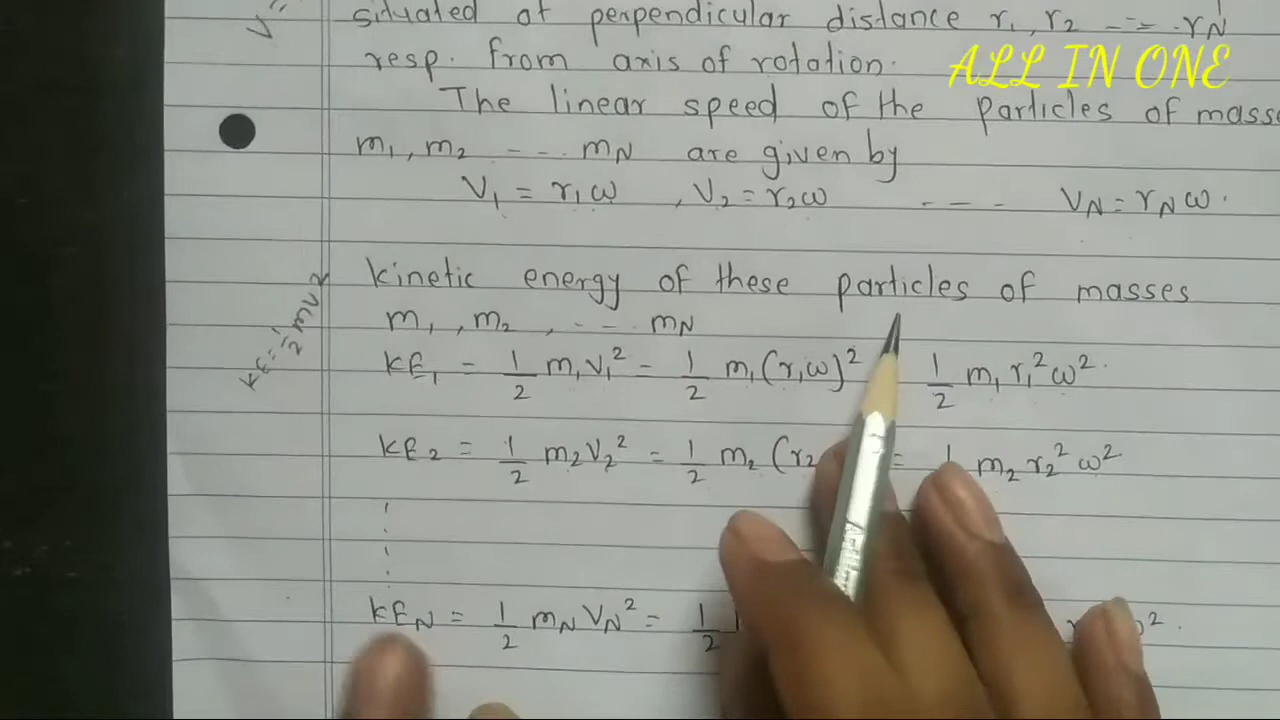 situated at perpendicular distance r₁, r₂ --- rN
resp. from axis of rotation.
ALL IN ONE
The linear speed of the particles of mass
m₁, m₂ --- mN are given by
V₁ = r₁ω , V₂ = r₂ω --- VN = rNω.
kinetic energy of these particles of masses
m₁, m₂, --- mN
KE = 1/2 mv²
KE₁ = 1/2 m₁V₁² = 1/2 m₁(r₁ω)² 1/2 m₁r₁²ω².
KE₂ = 1/2 m₂V₂² = 1/2 m₂(r₂ = 1 m₂r₂²ω²
KEN = 1/2 mNVN² = 1/2